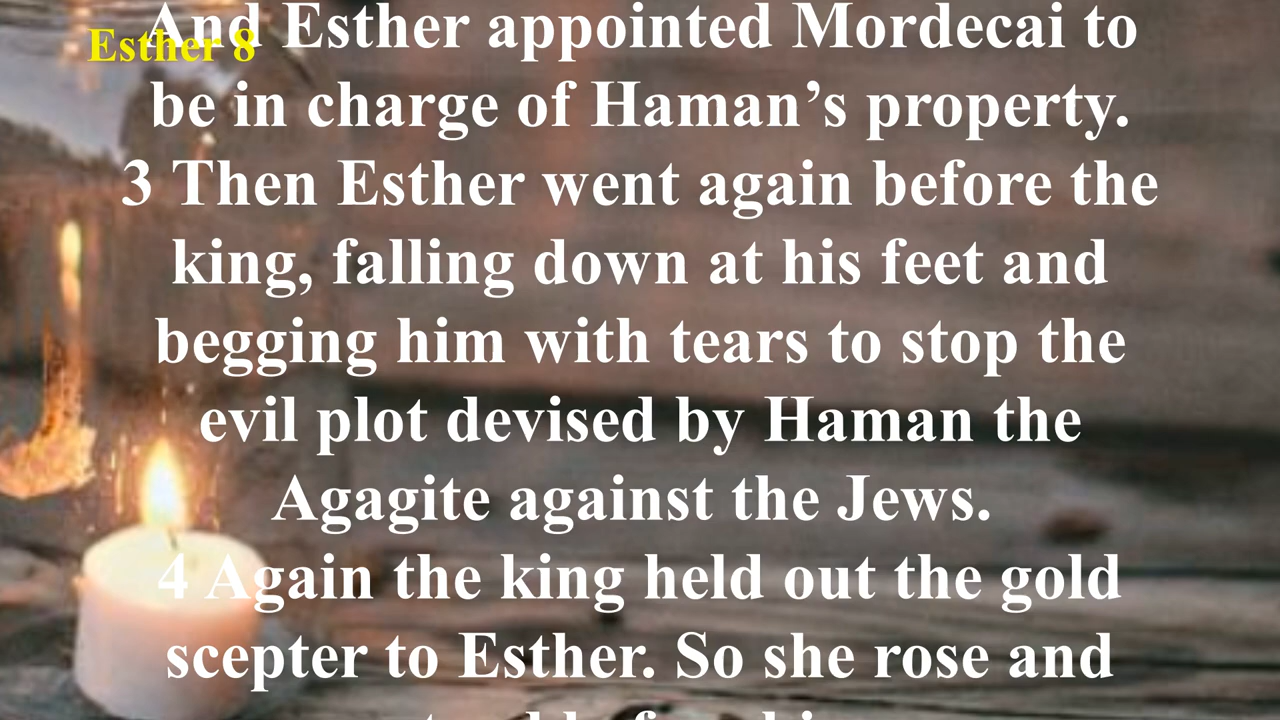 Esther 8
And Esther appointed Mordecai to
be in charge of Haman’s property.
3 Then Esther went again before the
king, falling down at his feet and
begging him with tears to stop the
evil plot devised by Haman the
Agagite against the Jews.
4 Again the king held out the gold
scepter to Esther. So she rose and